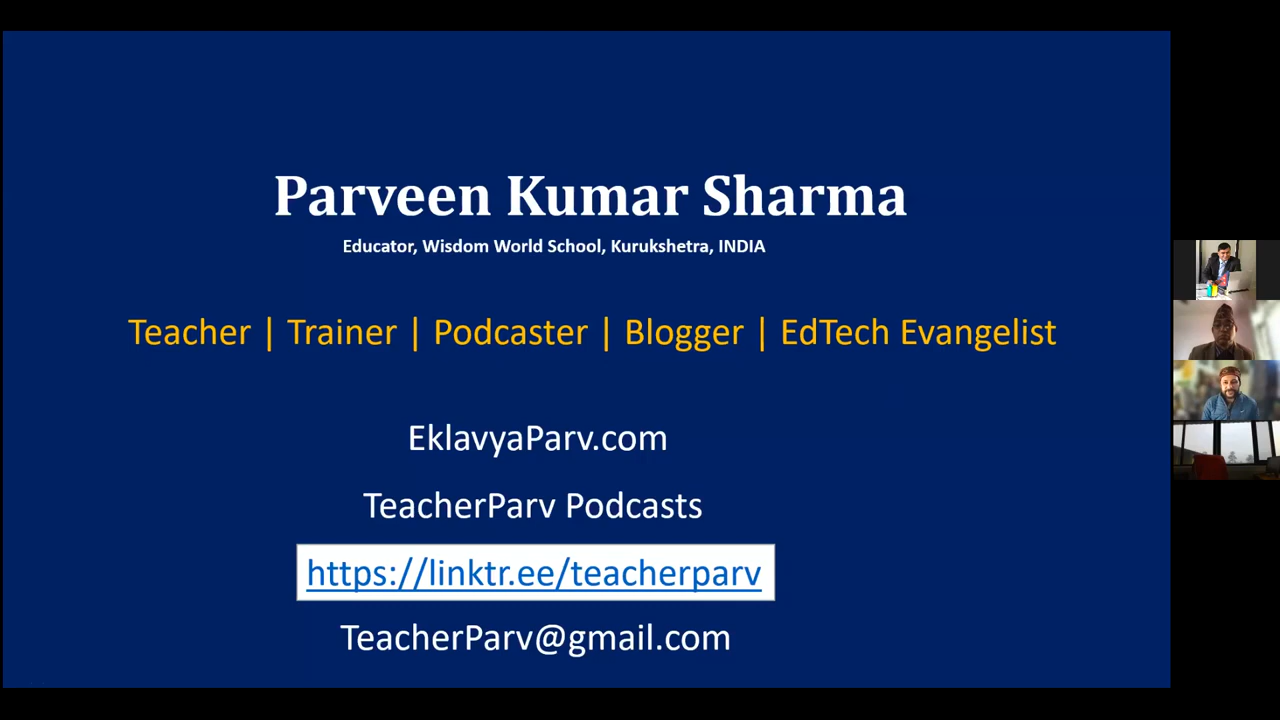 Parveen Kumar Sharma
Educator, Wisdom World School, Kurukshetra, INDIA
Teacher | Trainer | Podcaster | Blogger | EdTech Evangelist
EklavyaParv.com
TeacherParv Podcasts
https://linktr.ee/teacherparv
TeacherParv@gmail.com